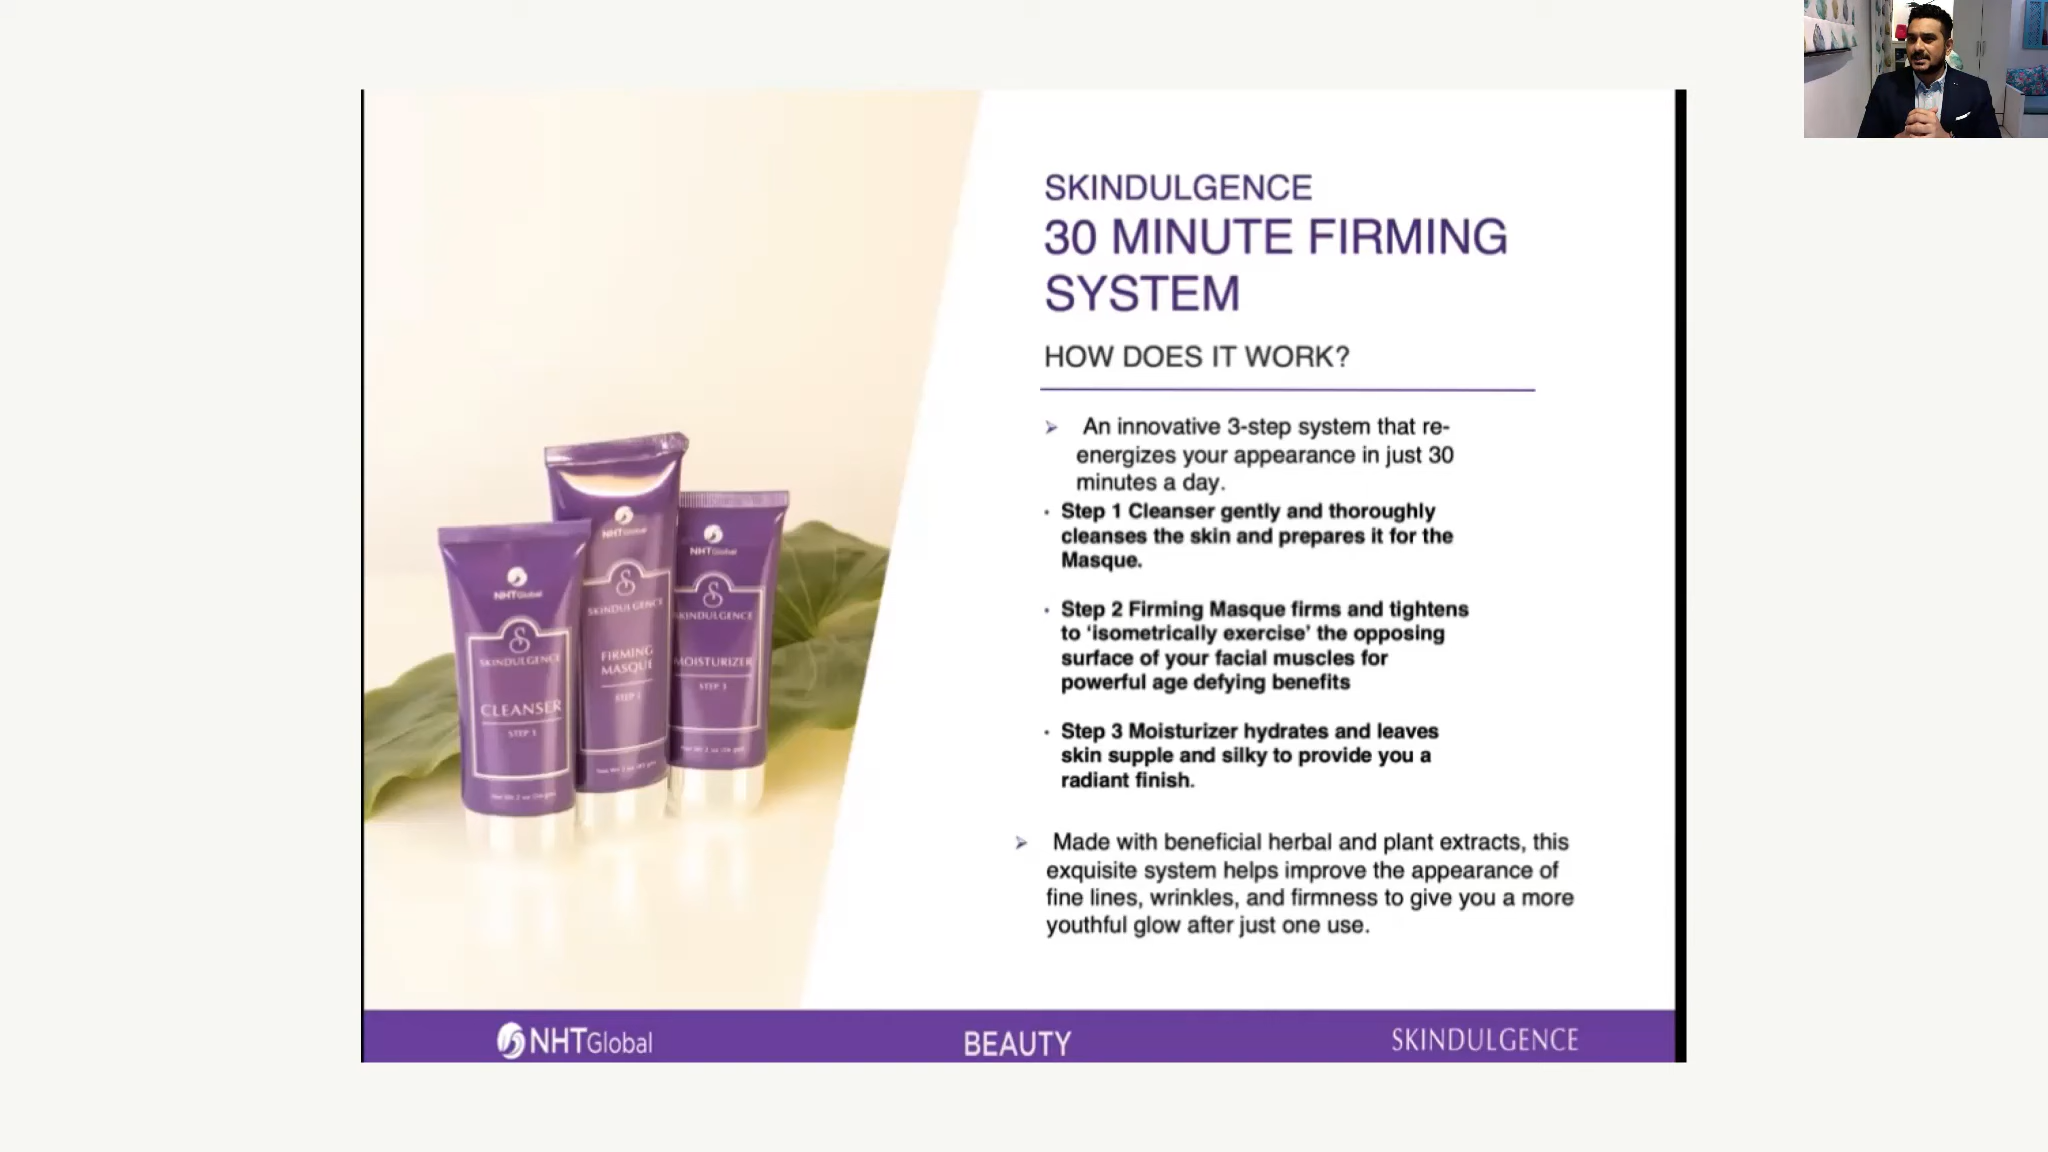 SKINDULGENCE
30 MINUTE FIRMING
SYSTEM
HOW DOES IT WORK?
➢ An innovative 3-step system that re-
energizes your appearance in just 30
minutes a day.
• Step 1 Cleanser gently and thoroughly
cleanses the skin and prepares it for the
Masque.
• Step 2 Firming Masque firms and tightens
to ‘isometrically exercise’ the opposing
surface of your facial muscles for
powerful age defying benefits
• Step 3 Moisturizer hydrates and leaves
skin supple and silky to provide you a
radiant finish.
➢ Made with beneficial herbal and plant extracts, this
exquisite system helps improve the appearance of
fine lines, wrinkles, and firmness to give you a more
youthful glow after just one use.
NHTGlobal
SKINDULGENCE
CLEANSER
STEP 1
NHTGlobal
SKINDULGENCE
FIRMING
MASQUE
STEP 2
NHTGlobal
SKINDULGENCE
MOISTURIZER
STEP 3
NHTGlobal
BEAUTY
SKINDULGENCE